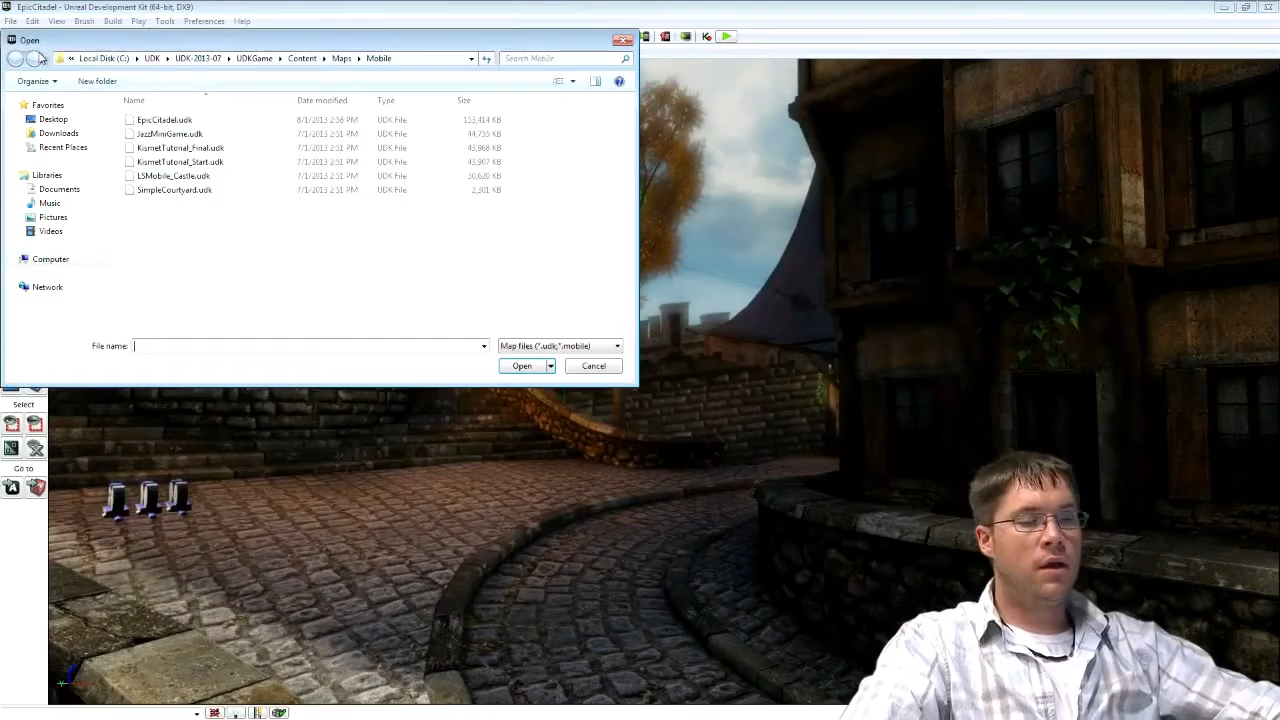 EpicCitadel - Unreal Development Kit (64-bit, DX9)
File Edit View Brush Build Play Tools Preferences Help
Open
« Local Disk (C:) UDK UDK-2013-07 UDKGame Content Maps Mobile Search Mobile
Organize New folder
Name Date modified Type Size
Favorites
Desktop
Downloads
Recent Places
Libraries
Documents
Music
Pictures
Videos
Computer
Network
EpicCitadel.udk 8/1/2013 2:58 PM UDK File 153,414 KB
JazzMiniGame.udk 7/1/2013 2:51 PM UDK File 44,735 KB
KismetTutorial_Final.udk 7/1/2013 2:51 PM UDK File 43,968 KB
KismetTutorial_Start.udk 7/1/2013 2:51 PM UDK File 43,907 KB
LSMobile_Castle.udk 7/1/2013 2:51 PM UDK File 30,620 KB
SimpleCourtyard.udk 7/1/2013 2:51 PM UDK File 2,301 KB
File name: Map files (*.udk;*.mobile)
Open Cancel
Select
Go to